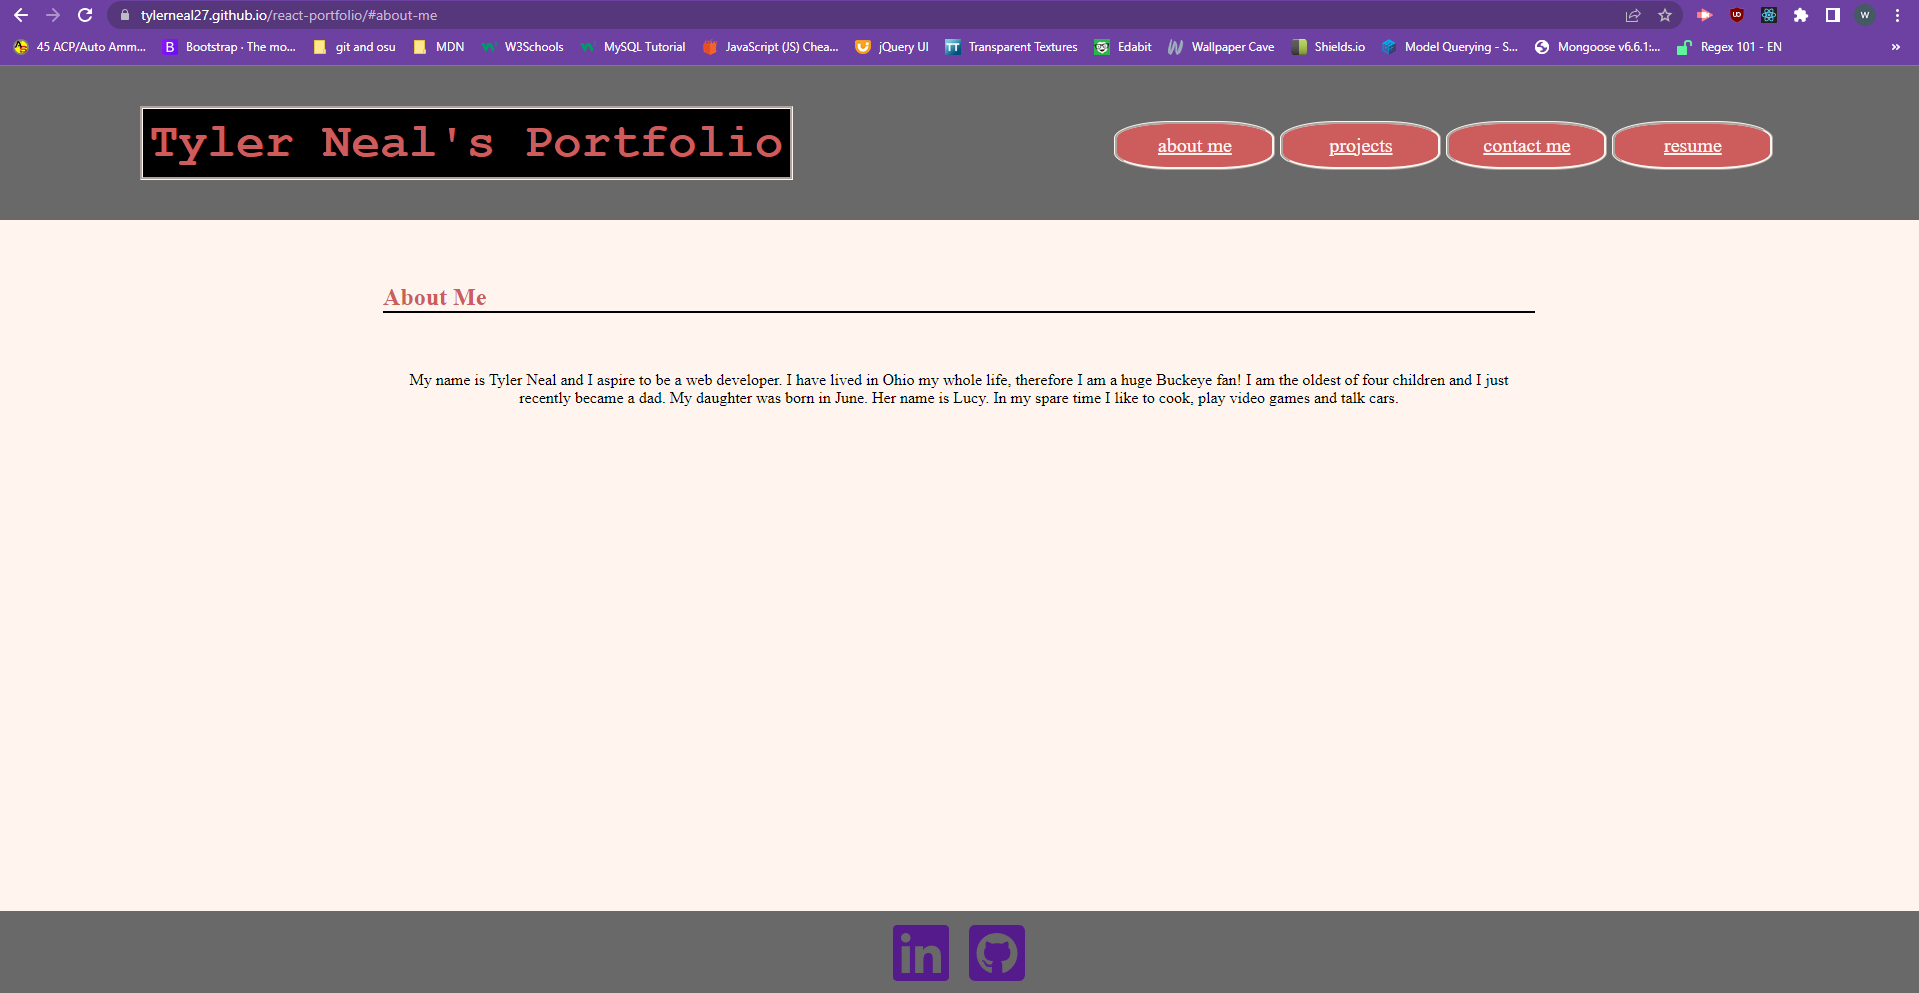 tylerneal27.github.io/react-portfolio/#about-me
W
45 ACP/Auto Amm... Bootstrap · The mo... git and osu MDN W3Schools MySQL Tutorial JavaScript (JS) Chea... jQuery UI TT Transparent Textures Edabit Wallpaper Cave Shields.io Model Querying - S... Mongoose v6.6.1:... Regex 101 - EN »
Tyler Neal's Portfolio
about me projects contact me resume
About Me
My name is Tyler Neal and I aspire to be a web developer. I have lived in Ohio my whole life, therefore I am a huge Buckeye fan! I am the oldest of four children and I just
recently became a dad. My daughter was born in June. Her name is Lucy. In my spare time I like to cook, play video games and talk cars.
in